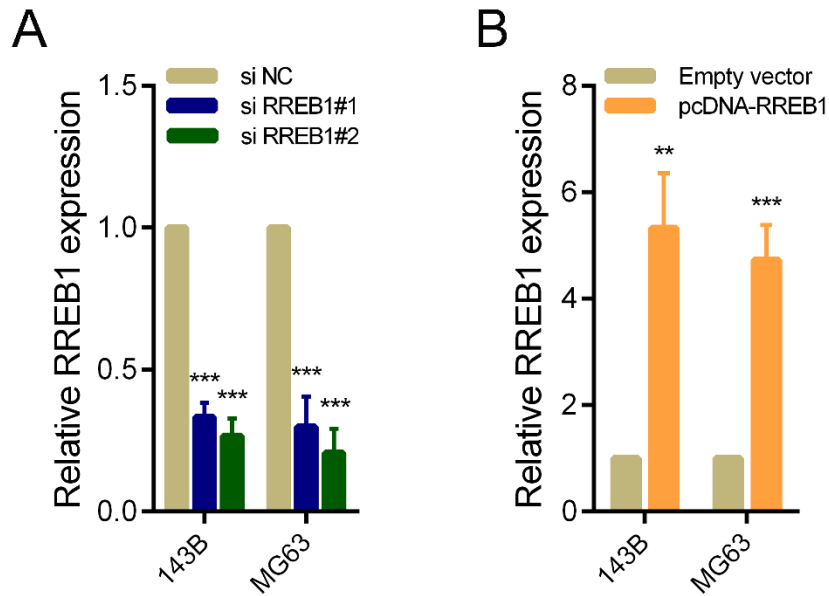 A
si NC
si RREB1#1
si RREB1#2
Relative RREB1 expression
1.5
1.0
0.5
0.0
***
***
***
***
143B
MG63
B
Empty vector
pcDNA-RREB1
Relative RREB1 expression
8
6
4
2
0
**
***
143B
MG63